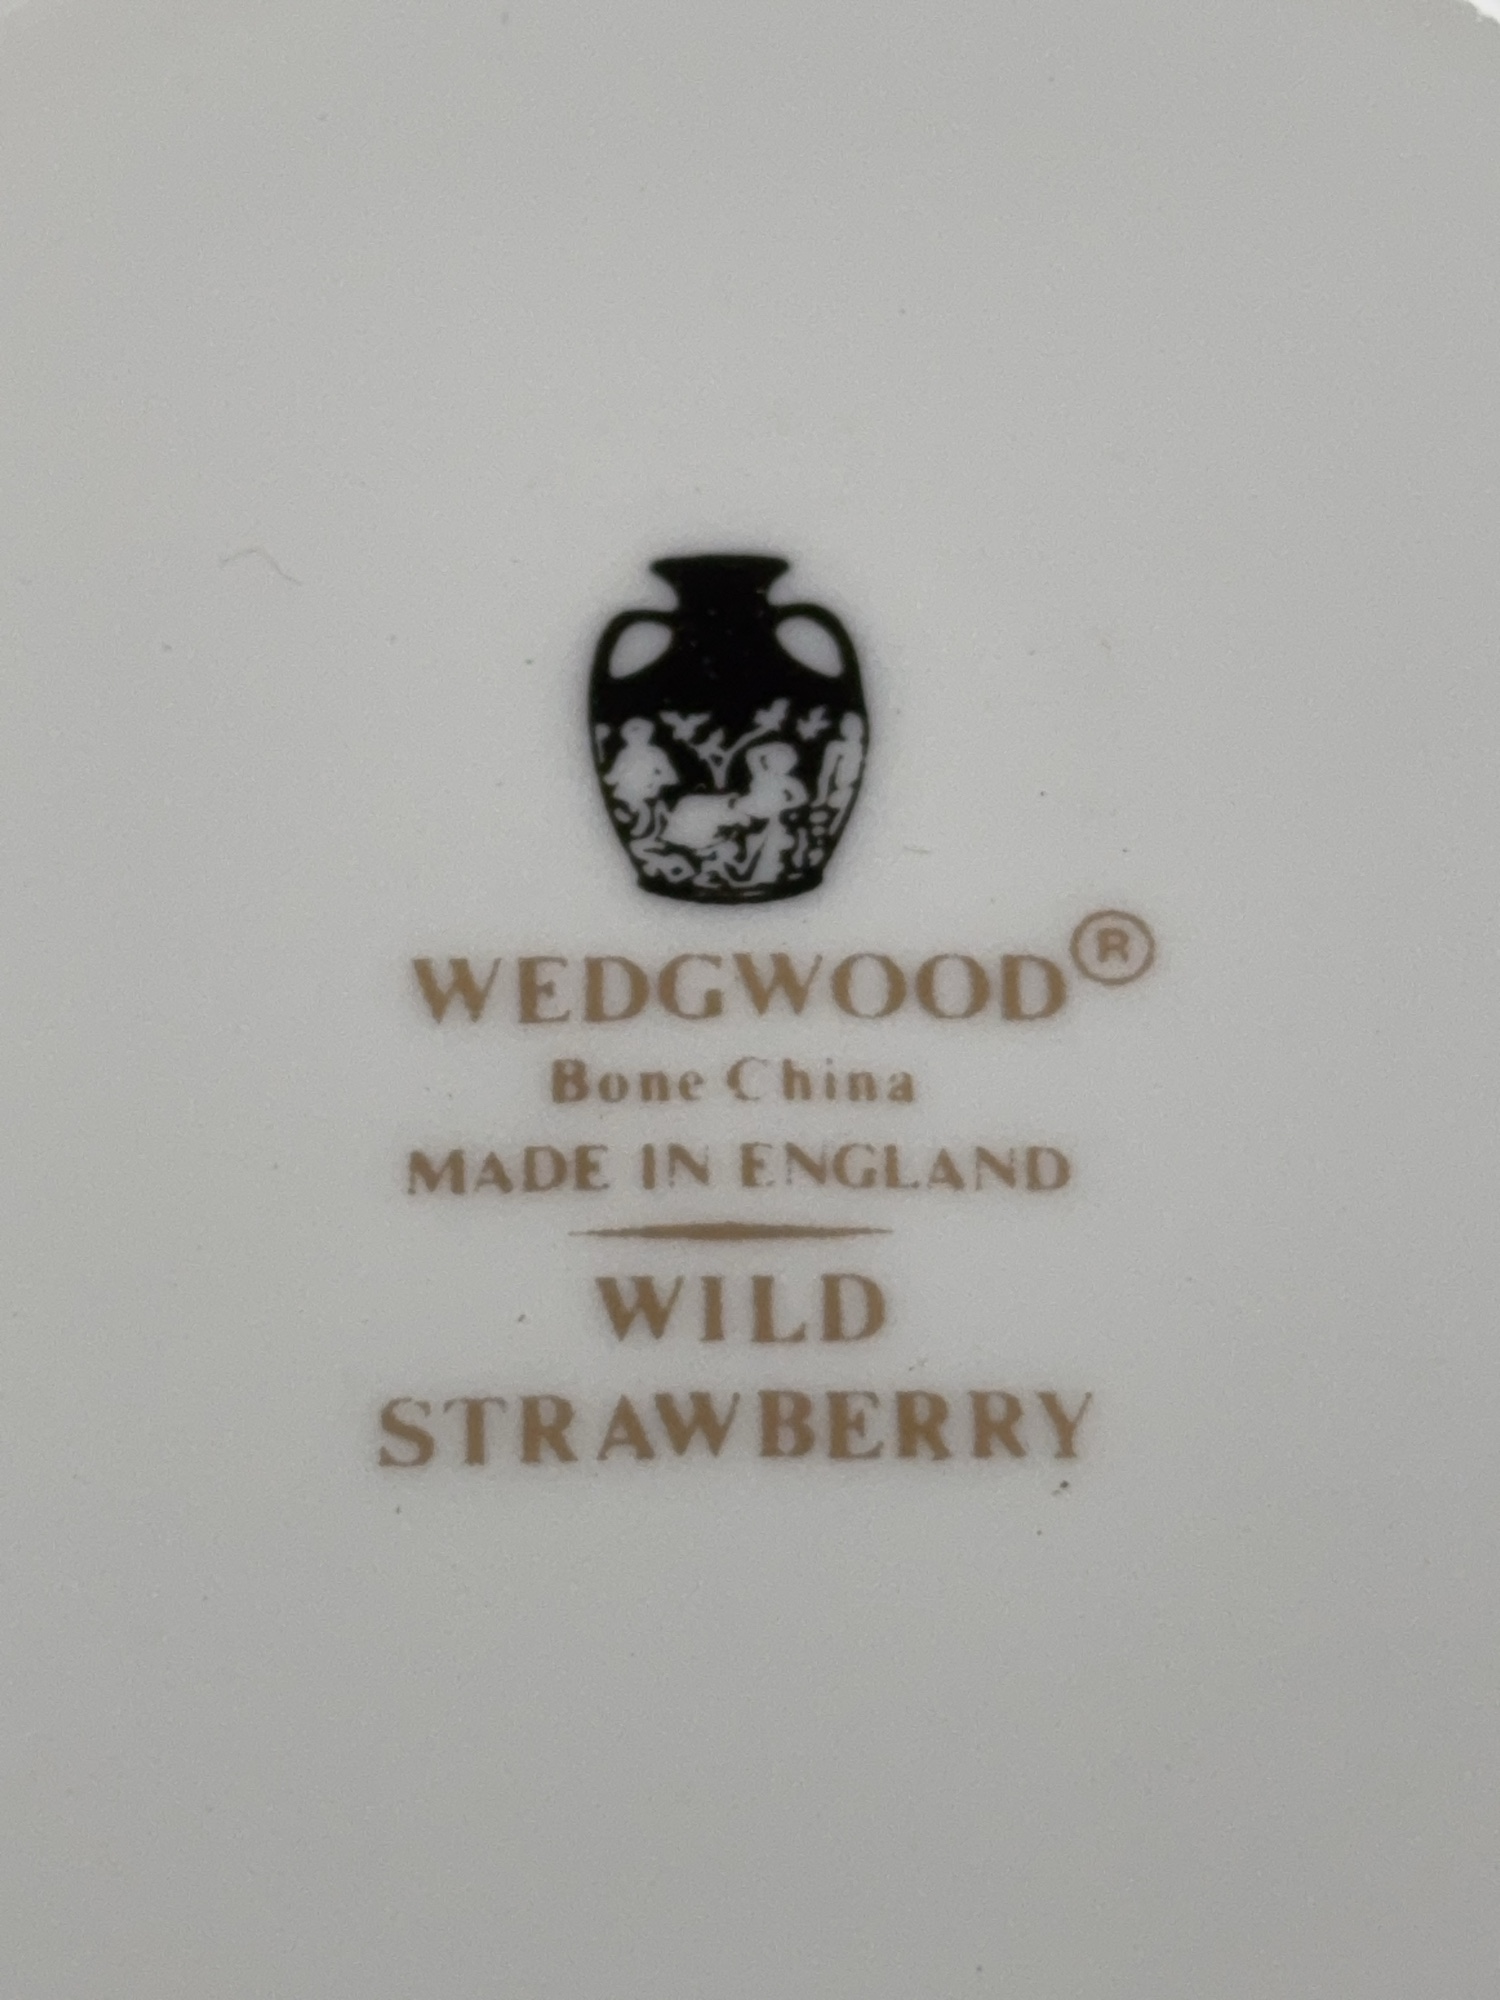 WEDGWOOD®
Bone China
MADE IN ENGLAND
WILD
STRAWBERRY